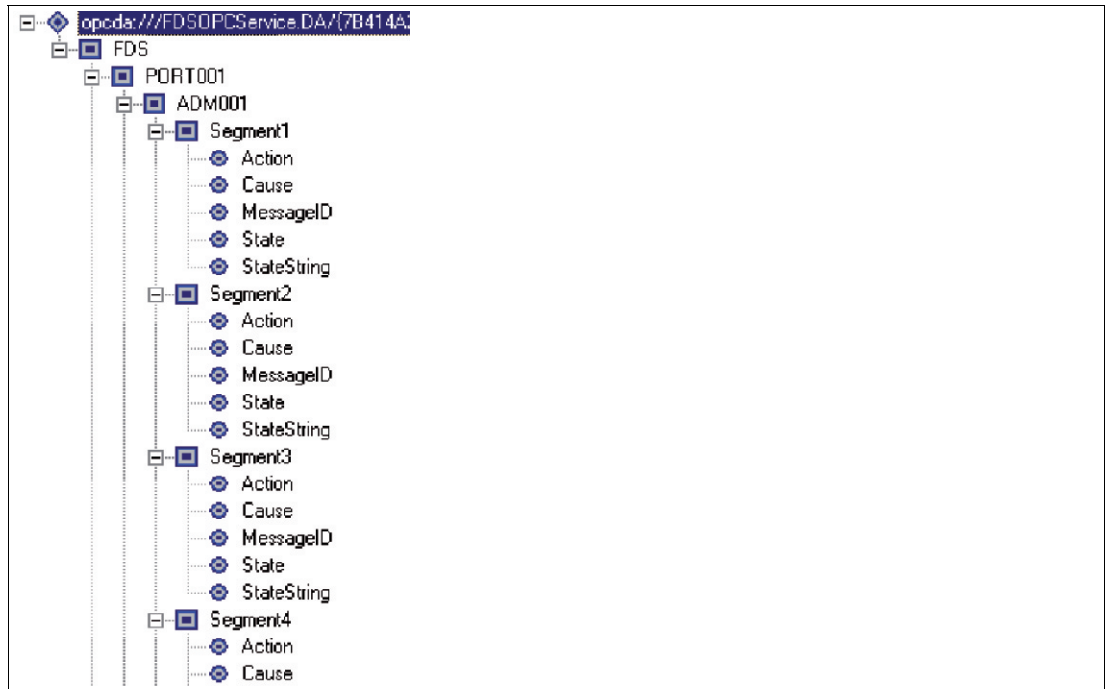 opcda:///FDSOPCService.DA/{7B414A
FDS
PORT001
ADM001
Segment1
Action
Cause
MessageID
State
StateString
Segment2
Action
Cause
MessageID
State
StateString
Segment3
Action
Cause
MessageID
State
StateString
Segment4
Action
Cause